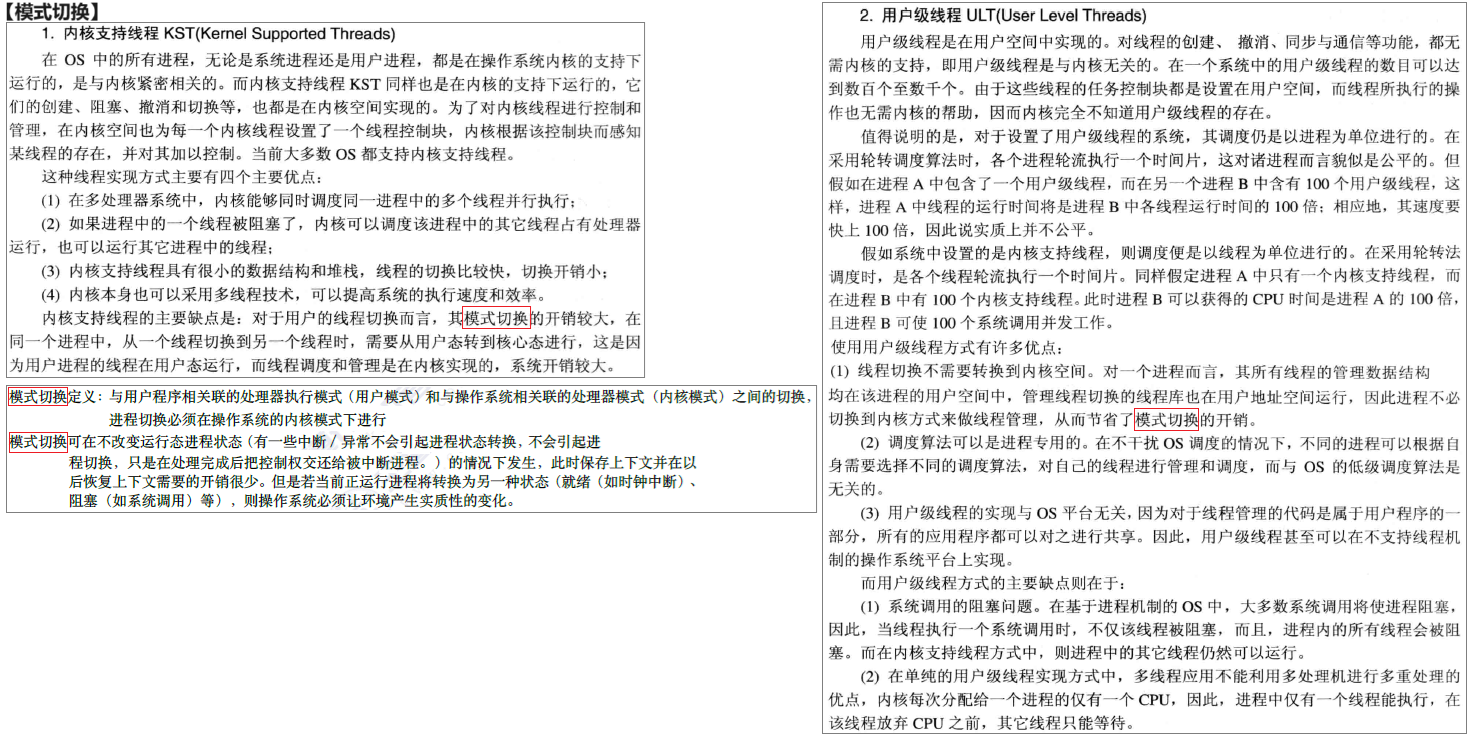 【模式切换】
1. 内核支持线程 KST(Kernel Supported Threads)
在 OS 中的所有进程，无论是系统进程还是用户进程，都是在操作系统内核的支持下
运行的，是与内核紧密相关的。而内核支持线程 KST 同样也是在内核的支持下运行的，它
们的创建、阻塞、撤消和切换等，也都是在内核空间实现的。为了对内核线程进行控制和
管理，在内核空间也为每一个内核线程设置了一个线程控制块，内核根据该控制块而感知
某线程的存在，并对其加以控制。当前大多数 OS 都支持内核支持线程。
这种线程实现方式主要有四个主要优点：
(1) 在多处理器系统中，内核能够同时调度同一进程中的多个线程并行执行；
(2) 如果进程中的一个线程被阻塞了，内核可以调度该进程中的其它线程占有处理器
运行，也可以运行其它进程中的线程；
(3) 内核支持线程具有很小的数据结构和堆栈，线程的切换比较快，切换开销小；
(4) 内核本身也可以采用多线程技术，可以提高系统的执行速度和效率。
内核支持线程的主要缺点是：对于用户的线程切换而言，其模式切换的开销较大，在
同一个进程中，从一个线程切换到另一个线程时，需要从用户态转到核心态进行，这是因
为用户进程的线程在用户态运行，而线程调度和管理是在内核实现的，系统开销较大。
模式切换定义：与用户程序相关联的处理器执行模式（用户模式）和与操作系统相关联的处理器模式（内核模式）之间的切换，
进程切换必须在操作系统的内核模式下进行
模式切换可在不改变运行态进程状态（有一些中断/异常不会引起进程状态转换，不会引起进
程切换，只是在处理完成后把控制权交还给被中断进程。）的情况下发生，此时保存上下文并在以
后恢复上下文需要的开销很少。但是若当前正运行进程将转换为另一种状态（就绪（如时钟中断）、
阻塞（如系统调用）等），则操作系统必须让环境产生实质性的变化。
2. 用户级线程 ULT(User Level Threads)
用户级线程是在用户空间中实现的。对线程的创建、 撤消、同步与通信等功能，都无
需内核的支持，即用户级线程是与内核无关的。在一个系统中的用户级线程的数目可以达
到数百个至数千个。由于这些线程的任务控制块都是设置在用户空间，而线程所执行的操
作也无需内核的帮助，因而内核完全不知道用户级线程的存在。
值得说明的是，对于设置了用户级线程的系统，其调度仍是以进程为单位进行的。在
采用轮转调度算法时，各个进程轮流执行一个时间片，这对诸进程而言貌似是公平的。但
假如在进程 A 中包含了一个用户级线程，而在另一个进程 B 中含有 100 个用户级线程，这
样，进程 A 中线程的运行时间将是进程 B 中各线程运行时间的 100 倍；相应地，其速度要
快上 100 倍，因此说实质上并不公平。
假如系统中设置的是内核支持线程，则调度便是以线程为单位进行的。在采用轮转法
调度时，是各个线程轮流执行一个时间片。同样假定进程 A 中只有一个内核支持线程，而
在进程 B 中有 100 个内核支持线程。此时进程 B 可以获得的 CPU 时间是进程 A 的 100 倍，
且进程 B 可使 100 个系统调用并发工作。
使用用户级线程方式有许多优点：
(1) 线程切换不需要转换到内核空间。对一个进程而言，其所有线程的管理数据结构
均在该进程的用户空间中，管理线程切换的线程库也在用户地址空间运行，因此进程不必
切换到内核方式来做线程管理，从而节省了模式切换的开销。
(2) 调度算法可以是进程专用的。在不干扰 OS 调度的情况下，不同的进程可以根据自
身需要选择不同的调度算法，对自己的线程进行管理和调度，而与 OS 的低级调度算法是
无关的。
(3) 用户级线程的实现与 OS 平台无关，因为对于线程管理的代码是属于用户程序的一
部分，所有的应用程序都可以对之进行共享。因此，用户级线程甚至可以在不支持线程机
制的操作系统平台上实现。
而用户级线程方式的主要缺点则在于：
(1) 系统调用的阻塞问题。在基于进程机制的 OS 中，大多数系统调用将使进程阻塞，
因此，当线程执行一个系统调用时，不仅该线程被阻塞，而且，进程内的所有线程会被阻
塞。而在内核支持线程方式中，则进程中的其它线程仍然可以运行。
(2) 在单纯的用户级线程实现方式中，多线程应用不能利用多处理机进行多重处理的
优点，内核每次分配给一个进程的仅有一个 CPU，因此，进程中仅有一个线程能执行，在
该线程放弃 CPU 之前，其它线程只能等待。